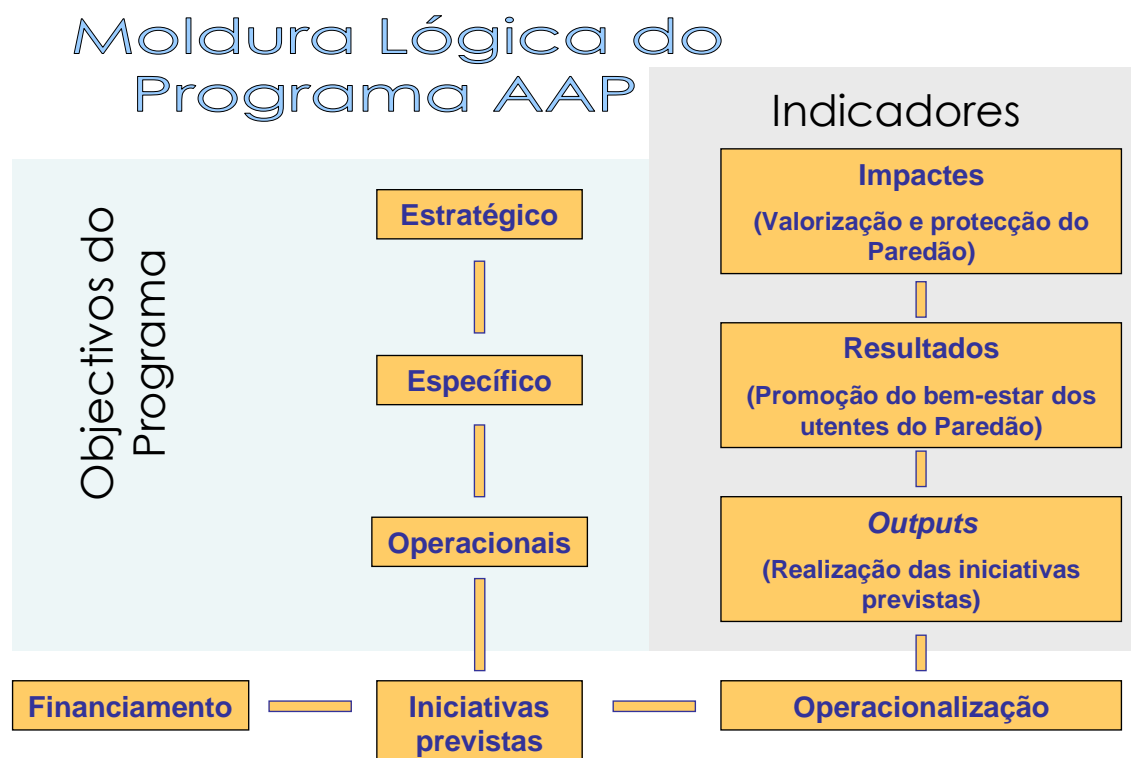 Moldura Lógica do
Programa AAP
Indicadores
Objectivos do
Programa
Estratégico
Específico
Operacionais
Impactes
(Valorização e protecção do
Paredão)
Resultados
(Promoção do bem-estar dos
utentes do Paredão)
Outputs
(Realização das iniciativas
previstas)
Financiamento
Iniciativas
previstas
Operacionalização